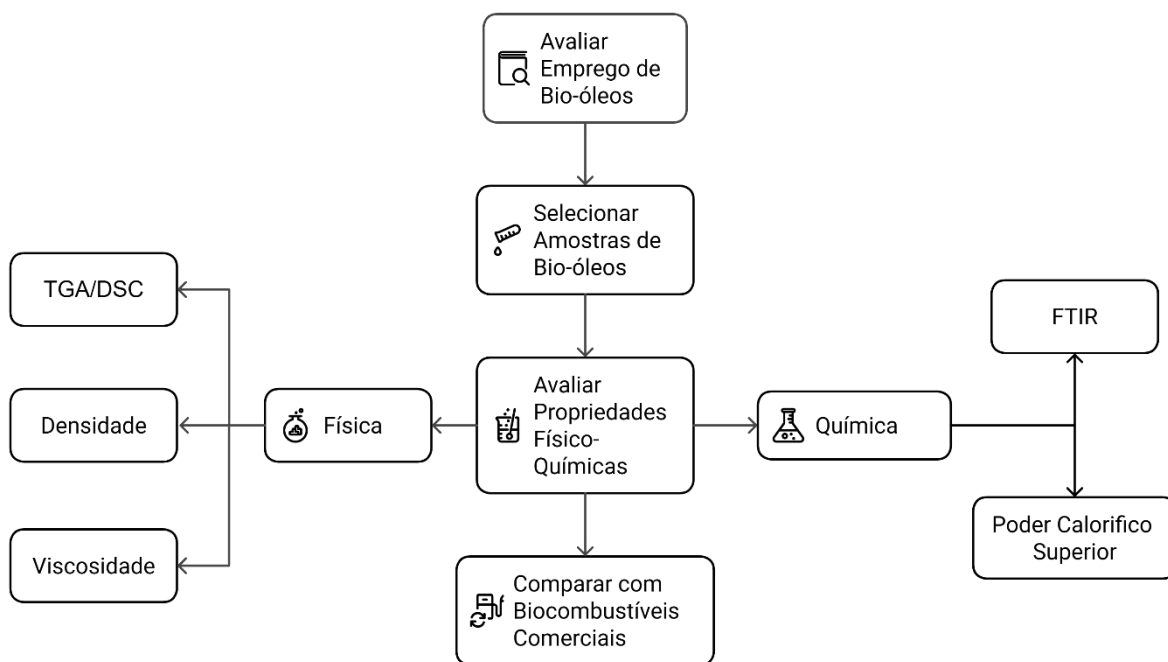 Avaliar
Emprego de
Bio-óleos
Selecionar
Amostras de
Bio-óleos
TGA/DSC
FTIR
Avaliar
Propriedades
Físico-
Químicas
Densidade
Física
Química
Viscosidade
Poder Calorifico
Superior
Comparar com
Biocombustíveis
Comerciais